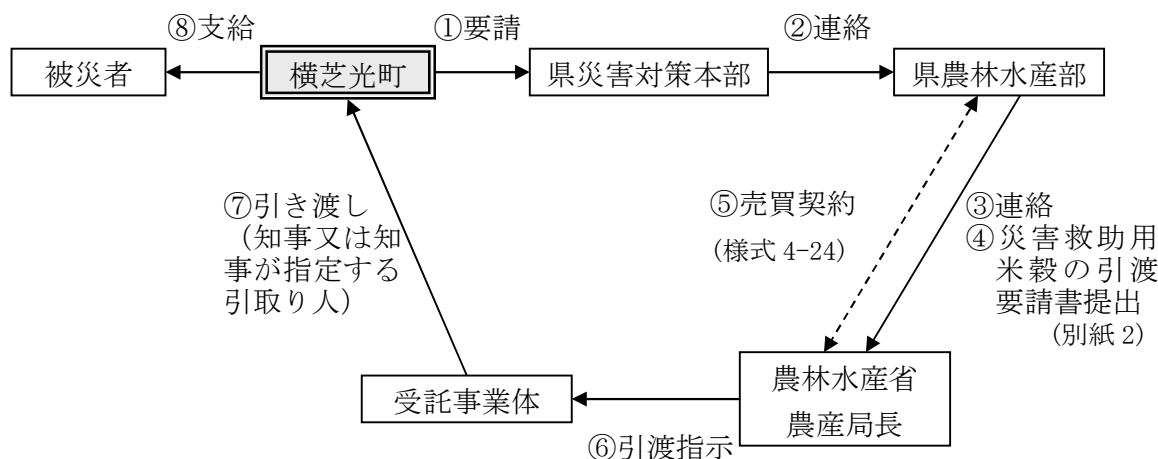 ⑧支給
①要請
②連絡
被災者
横芝光町
県災害対策本部
県農林水産部
⑦引き渡し
（知事又は知
事が指定する
引取り人）
⑤売買契約
(様式 4-24)
③連絡
④災害救助用
米穀の引渡
要請書提出
(別紙 2)
受託事業体
農林水産省
農産局長
⑥引渡指示